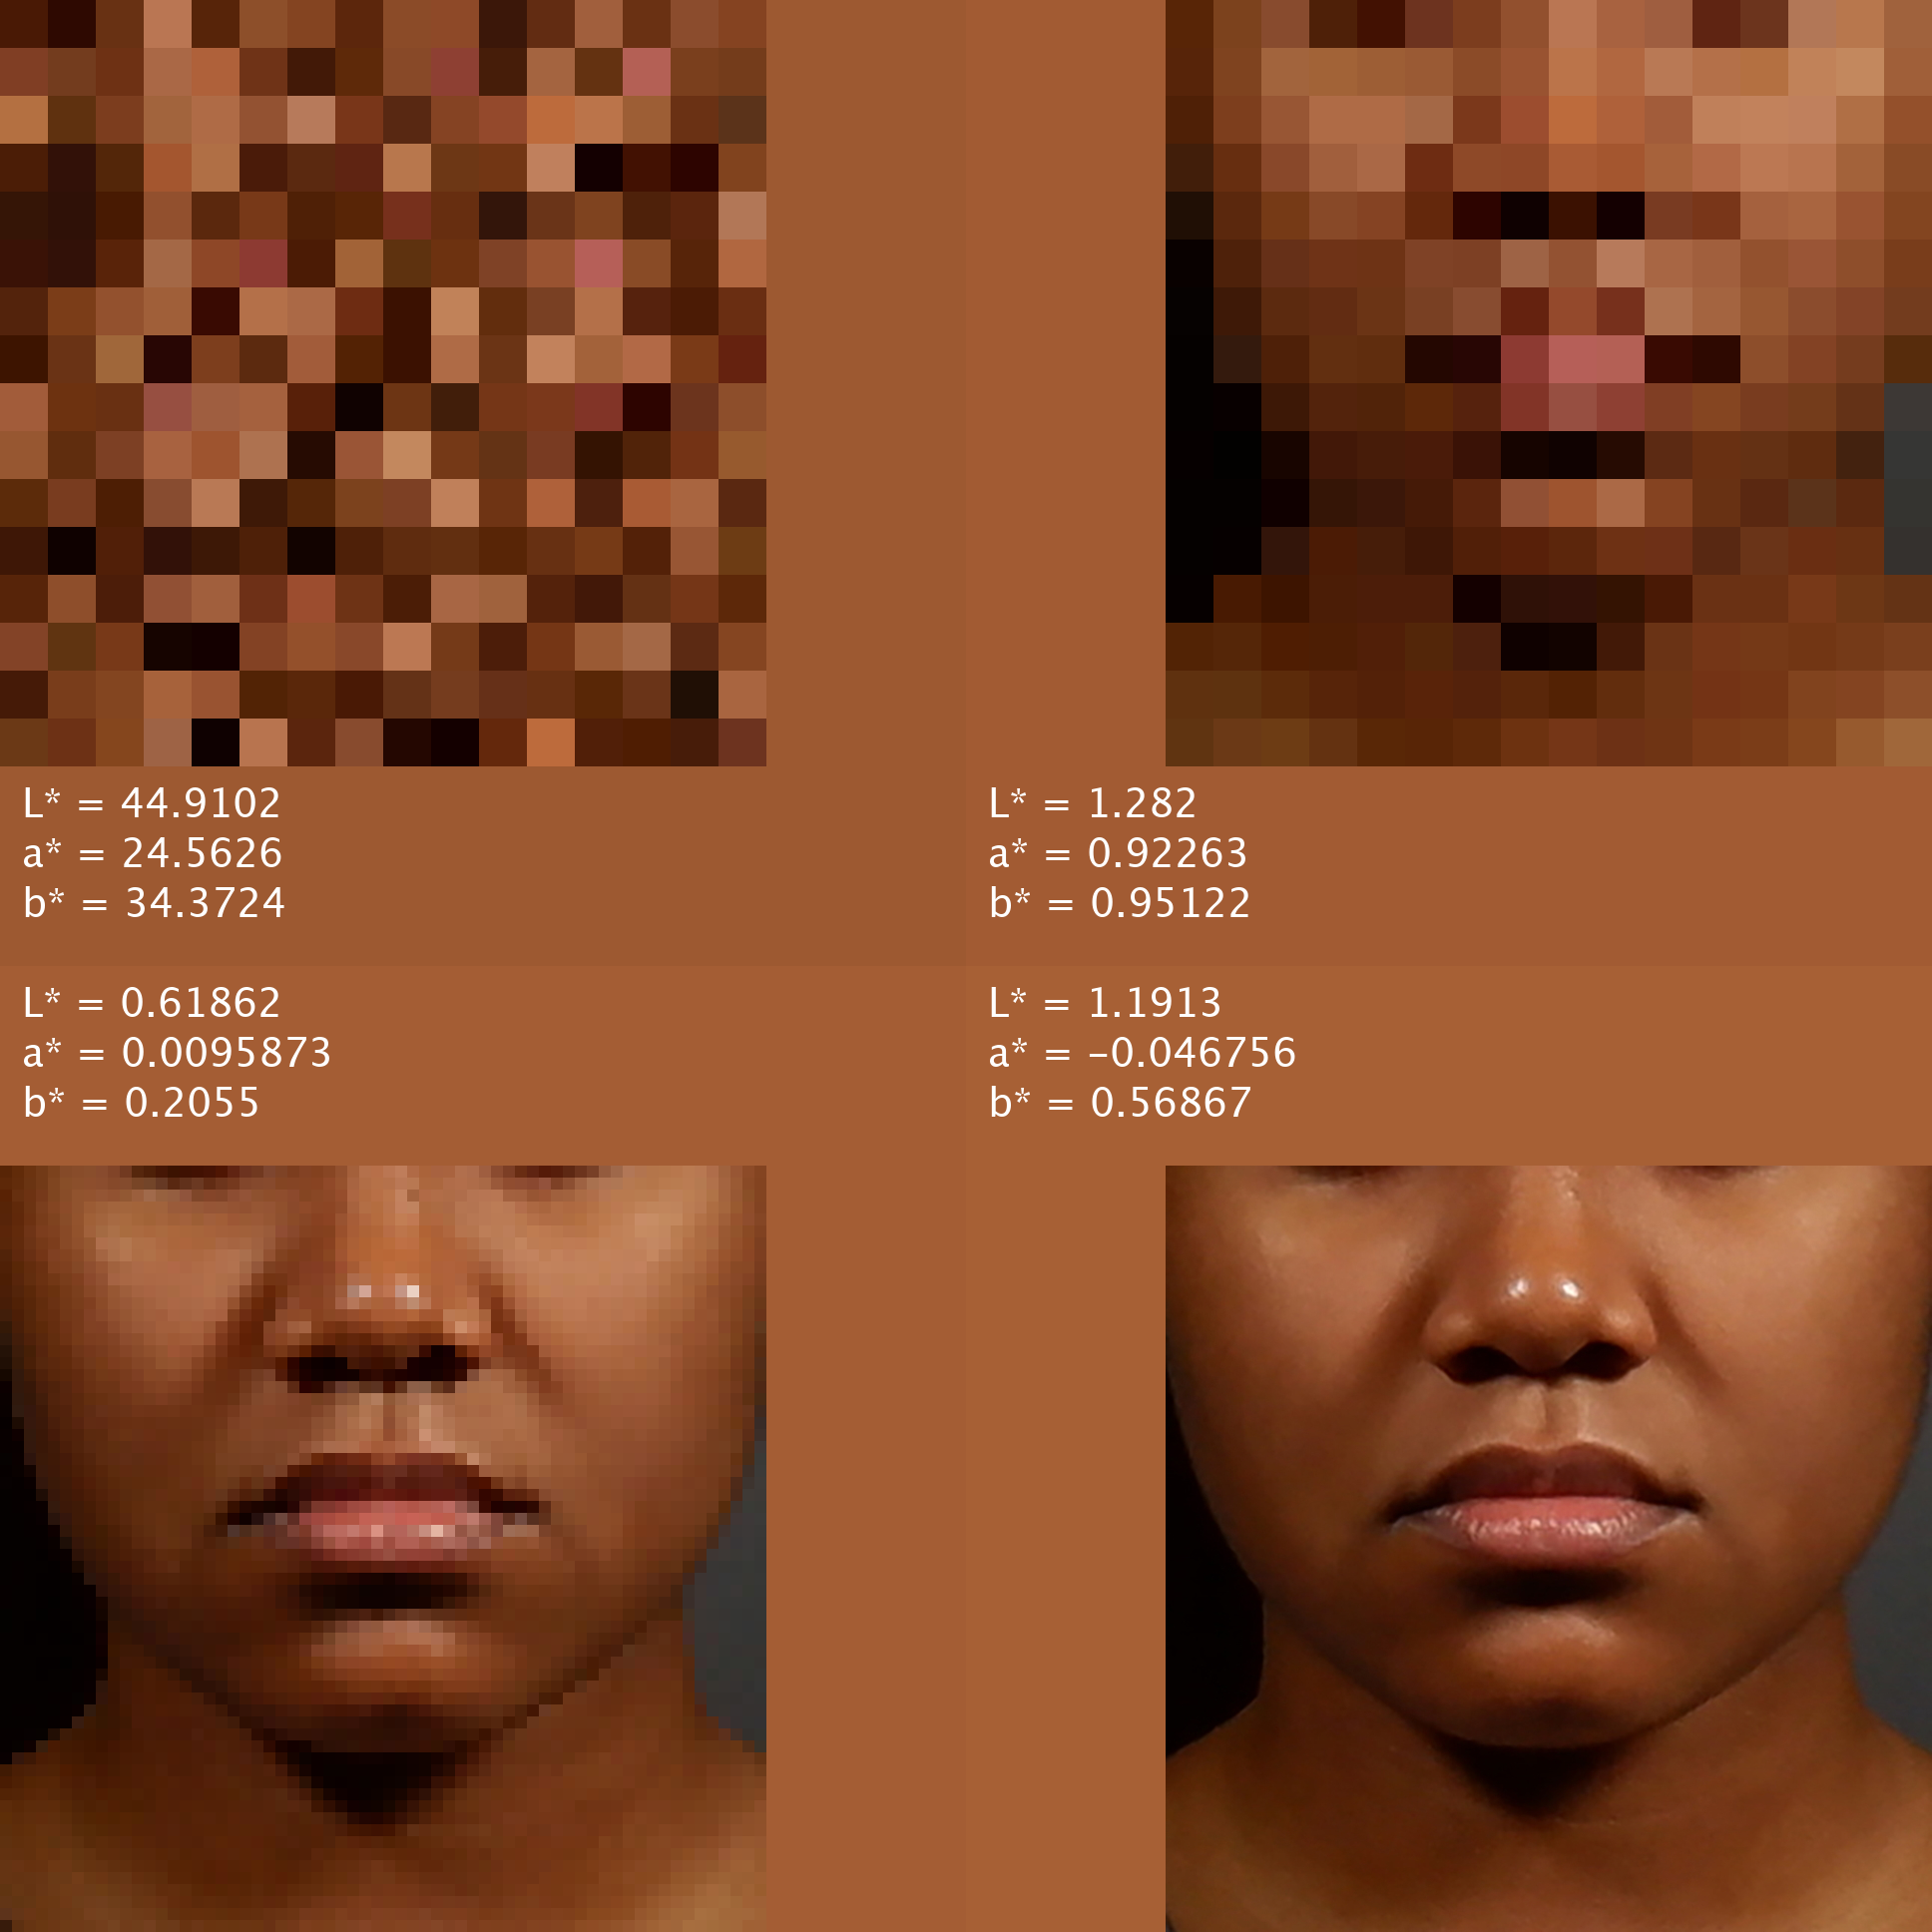 L* = 44.9102
a* = 24.5626
b* = 34.3724
L* = 1.282
a* = 0.92263
b* = 0.95122
L* = 0.61862
a* = 0.0095873
b* = 0.2055
L* = 1.1913
a* = –0.046756
b* = 0.56867